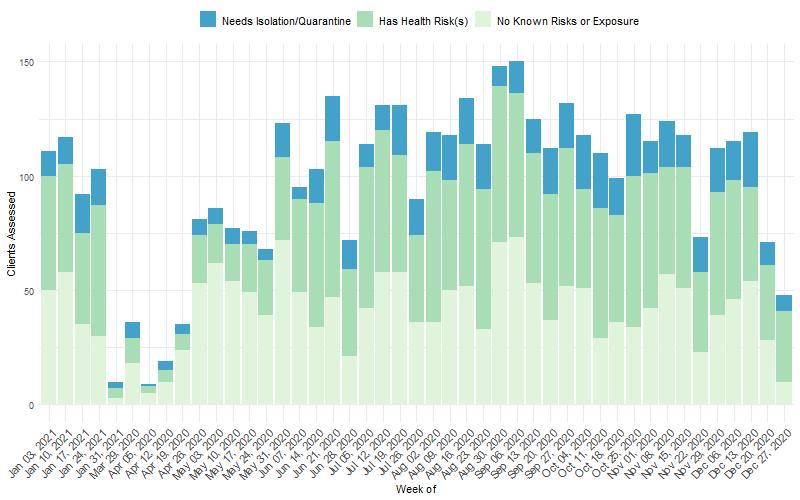 Needs Isolation/Quarantine
Has Health Risk(s)
No Known Risks or Exposure
150
100
50
0
Clients Assessed
Jan 03, 2021
Jan 10, 2021
Jan 17, 2021
Jan 24, 2021
Jan 31, 2021
Mar 29, 2020
Apr 05, 2020
Apr 12, 2020
Apr 19, 2020
Apr 26, 2020
May 03, 2020
May 10, 2020
May 17, 2020
May 24, 2020
May 31, 2020
Jun 07, 2020
Jun 14, 2020
Jun 21, 2020
Jun 28, 2020
Jul 05, 2020
Jul 12, 2020
Jul 19, 2020
Jul 26, 2020
Aug 02, 2020
Aug 09, 2020
Aug 16, 2020
Aug 23, 2020
Aug 30, 2020
Sep 06, 2020
Sep 13, 2020
Sep 20, 2020
Sep 27, 2020
Oct 04, 2020
Oct 11, 2020
Oct 18, 2020
Oct 25, 2020
Nov 01, 2020
Nov 08, 2020
Nov 15, 2020
Nov 22, 2020
Nov 29, 2020
Dec 06, 2020
Dec 13, 2020
Dec 20, 2020
Dec 27, 2020
Week of